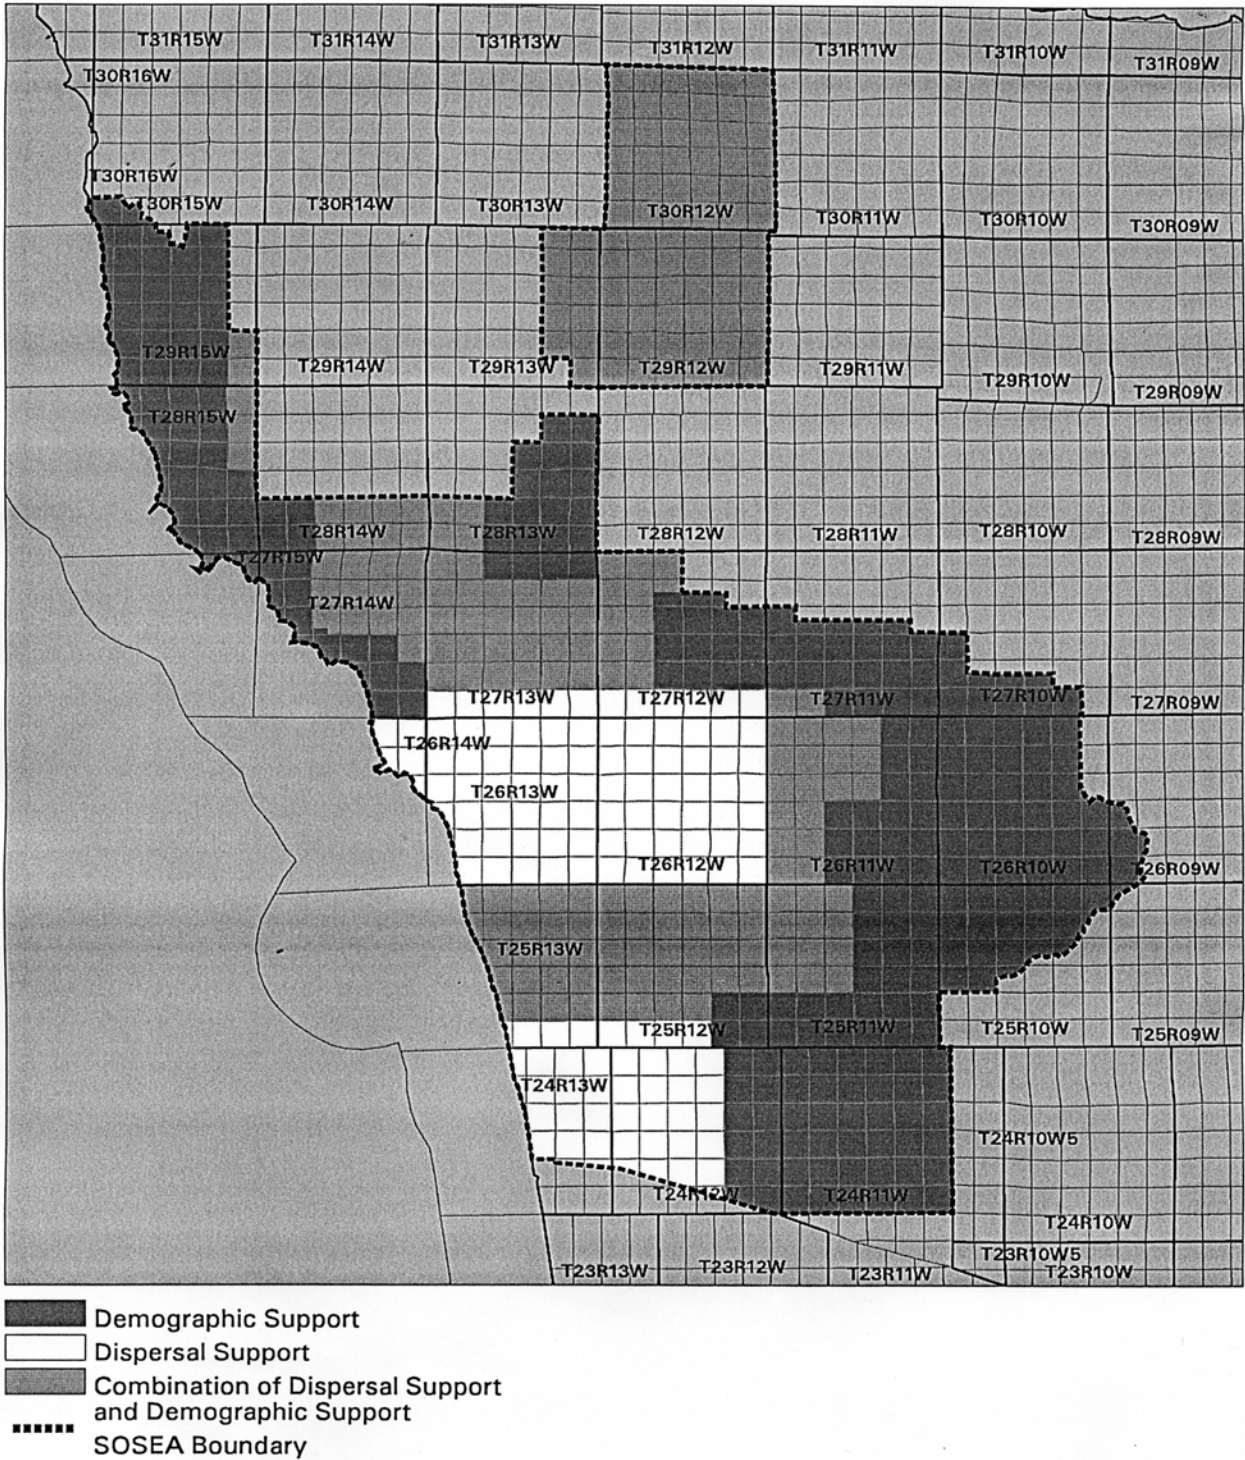 T31R15W T31R14W T31R13W T31R12W T31R11W T31R10W T31R09W
T30R16W
T30R16W
T30R15W T30R14W T30R13W T30R12W T30R11W T30R10W T30R09W
T29R15W T29R14W T29R13W T29R12W T29R11W T29R10W T29R09W
T28R15W
T28R14W T28R13W T28R12W T28R11W T28R10W T28R09W
T27R15W
T27R14W
T27R13W T27R12W T27R11W T27R10W T27R09W
T26R14W
T26R13W
T26R12W T26R11W T26R10W T26R09W
T25R13W
T25R12W T25R11W T25R10W T25R09W
T24R13W
T24R10W5
T24R12W T24R11W
T24R10W
T23R10W5
T23R13W T23R12W T23R11W T23R10W
Demographic Support
Dispersal Support
Combination of Dispersal Support
and Demographic Support
SOSEA Boundary